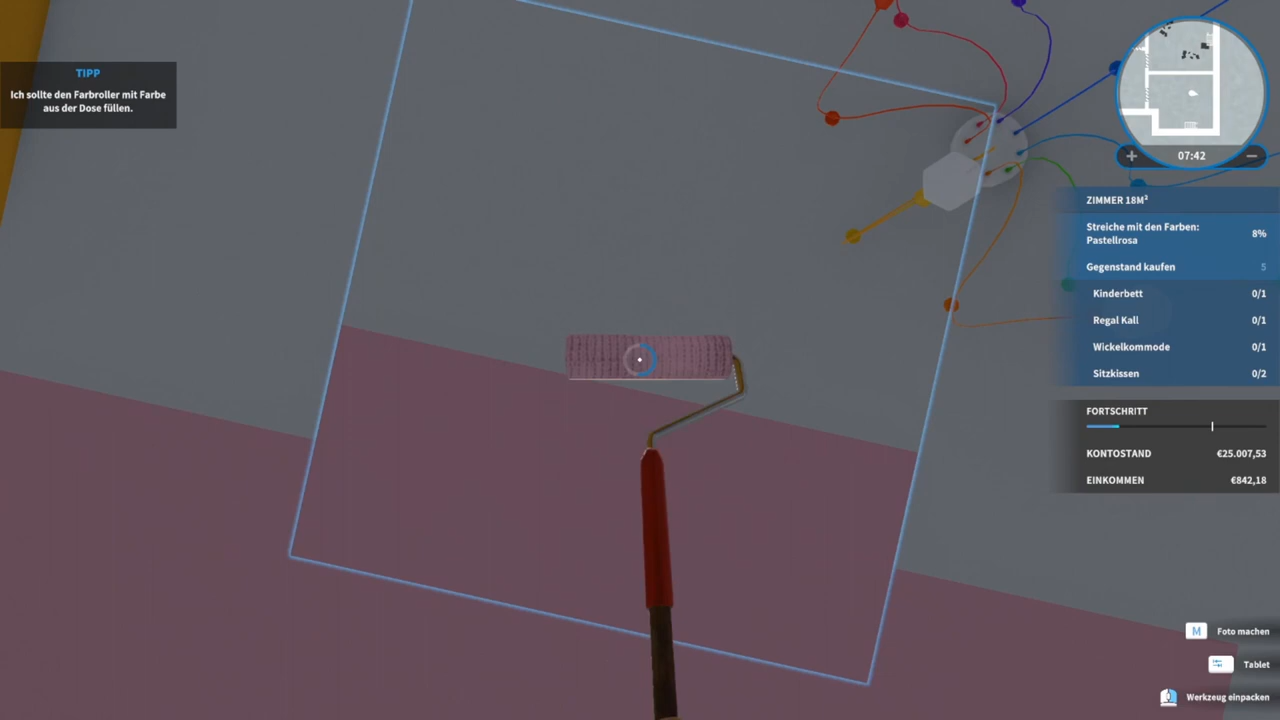 TIPP
Ich sollte den Farbroller mit Farbe
aus der Dose füllen.
07:42
ZIMMER 18M²
Streiche mit den Farben:
Pastellrosa 8%
Gegenstand kaufen 5
Kinderbett 0/1
Regal Kall 0/1
Wickelkommode 0/1
Sitzkissen 0/2
FORTSCHRITT
KONTOSTAND €25.007,53
EINKOMMEN €842,18
M Foto machen
Tablet
Werkzeug einpacken